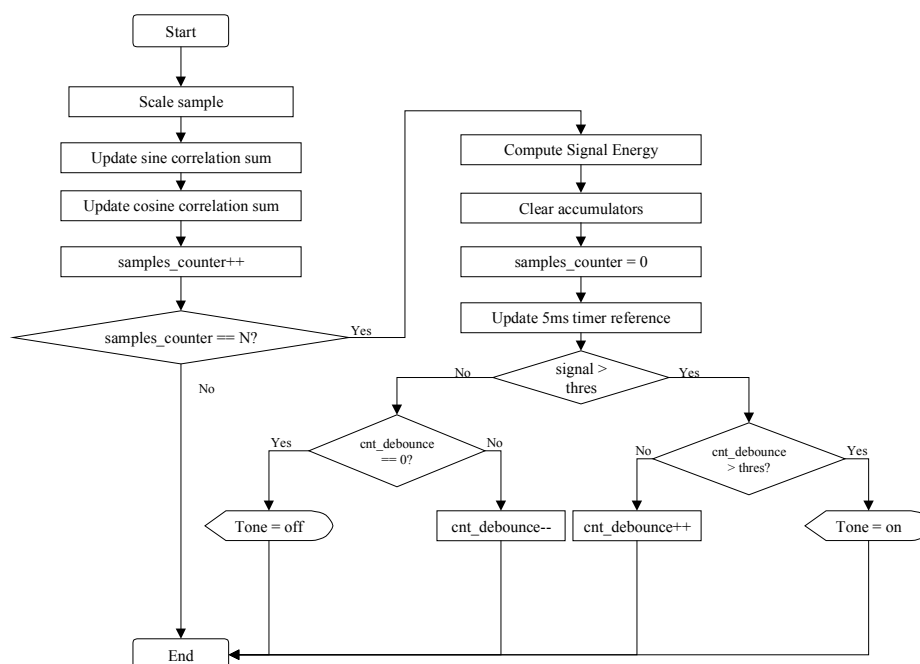 Start
Scale sample
Update sine correlation sum
Update cosine correlation sum
samples_counter++
samples_counter == N?
Yes
No
Compute Signal Energy
Clear accumulators
samples_counter = 0
Update 5ms timer reference
signal >
thres
No
Yes
cnt_debounce
== 0?
Yes
No
cnt_debounce
> thres?
No
Yes
Tone = off
cnt_debounce--
cnt_debounce++
Tone = on
End